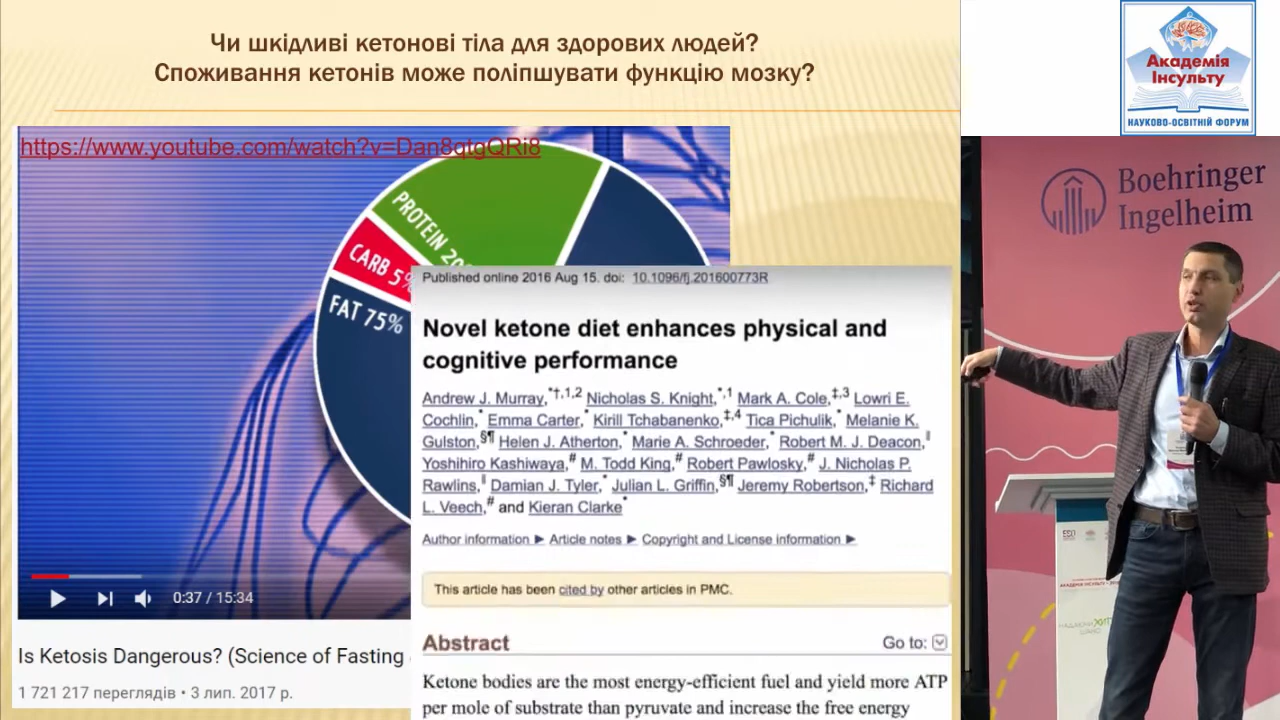 Чи шкідливі кетонові тіла для здорових людей?
Споживання кетонів може поліпшувати функцію мозку?
https://www.youtube.com/watch?v=Dan8qtgQRi8
PROTEIN 20
CARB 5%
FAT 75%
0:37 / 15:34
Is Ketosis Dangerous? (Science of Fasting
1 721 217 переглядів • 3 лип. 2017 р.
Published online 2016 Aug 15. doi: 10.1096/fj.201600773R
Novel ketone diet enhances physical and
cognitive performance
Andrew J. Murray,*†,1,2 Nicholas S. Knight,*,1 Mark A. Cole,‡,3 Lowri E.
Cochlin,* Emma Carter,* Kirill Tchabanenko,‡,4 Tica Pichulik,* Melanie K.
Gulston,§¶ Helen J. Atherton,* Marie A. Schroeder,* Robert M. J. Deacon,‖
Yoshihiro Kashiwaya,# M. Todd King,# Robert Pawlosky,# J. Nicholas P.
Rawlins,‖ Damian J. Tyler,* Julian L. Griffin,§¶ Jeremy Robertson,‡ Richard
L. Veech,# and Kieran Clarke*
Author information ► Article notes ► Copyright and License information ►
This article has been cited by other articles in PMC.
Abstract
Go to:
Ketone bodies are the most energy-efficient fuel and yield more ATP
per mole of substrate than pyruvate and increase the free energy
Академія
Інсульту
НАУКОВО-ОСВІТНІЙ ФОРУМ
Boehringer
Ingelheim